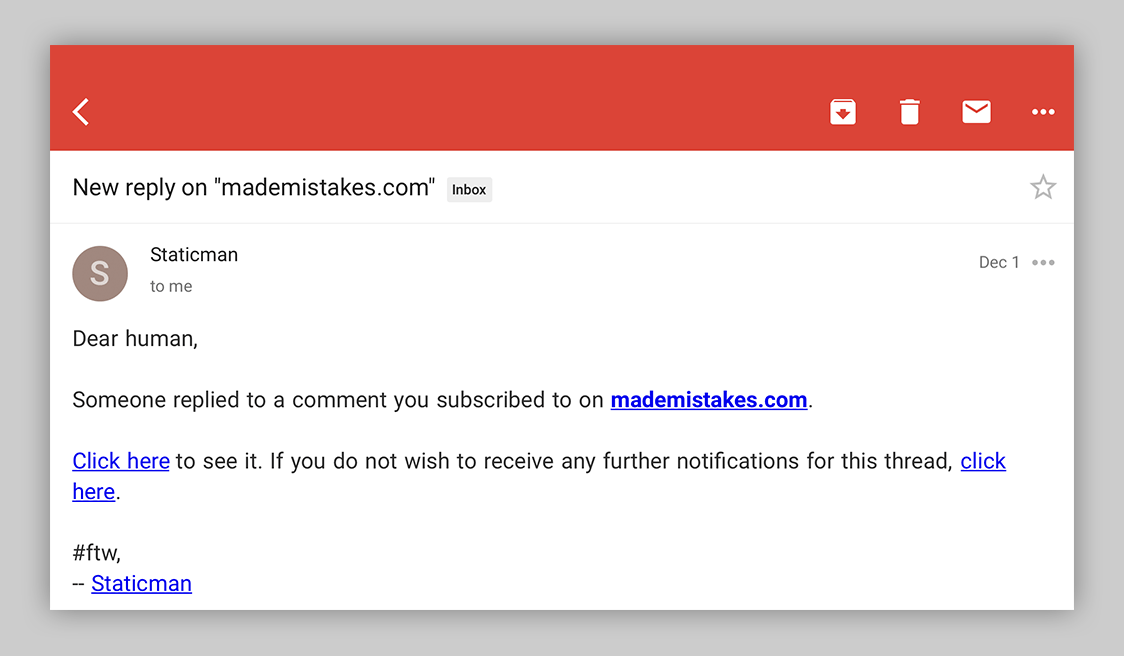 New reply on "mademistakes.com" Inbox
S
Staticman
Dec 1
to me
Dear human,
Someone replied to a comment you subscribed to on mademistakes.com.
Click here to see it. If you do not wish to receive any further notifications for this thread, click
here.
#ftw,
-- Staticman